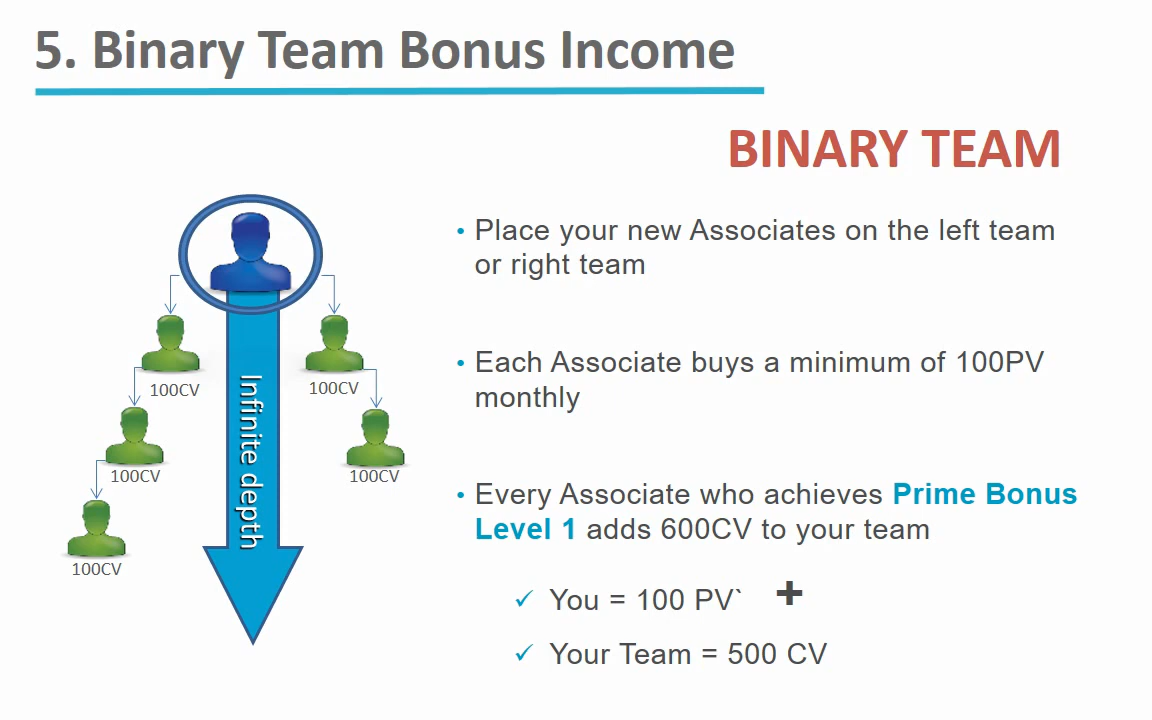 5. Binary Team Bonus Income
BINARY TEAM
• Place your new Associates on the left team
or right team
• Each Associate buys a minimum of 100PV
monthly
• Every Associate who achieves Prime Bonus
Level 1 adds 600CV to your team
✓ You = 100 PV` +
✓ Your Team = 500 CV
100CV
100CV
100CV
100CV
100CV
Infinite depth